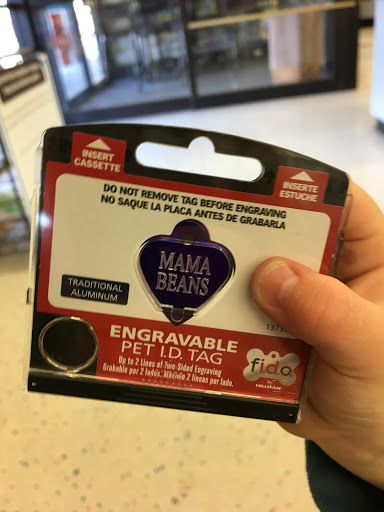 INSERT
CASSETTE
INSERTE
ESTUCHE
DO NOT REMOVE TAG BEFORE ENGRAVING
NO SAQUE LA PLACA ANTES DE GRABARLA
MAMA
BEANS
TRADITIONAL
ALUMINUM
ENGRAVABLE
PET I.D. TAG
Up to 2 Lines of Two-Sided Engraving
Grabable por 2 lados. Máximo 2 líneas por lado.
fido
by HILLMAN